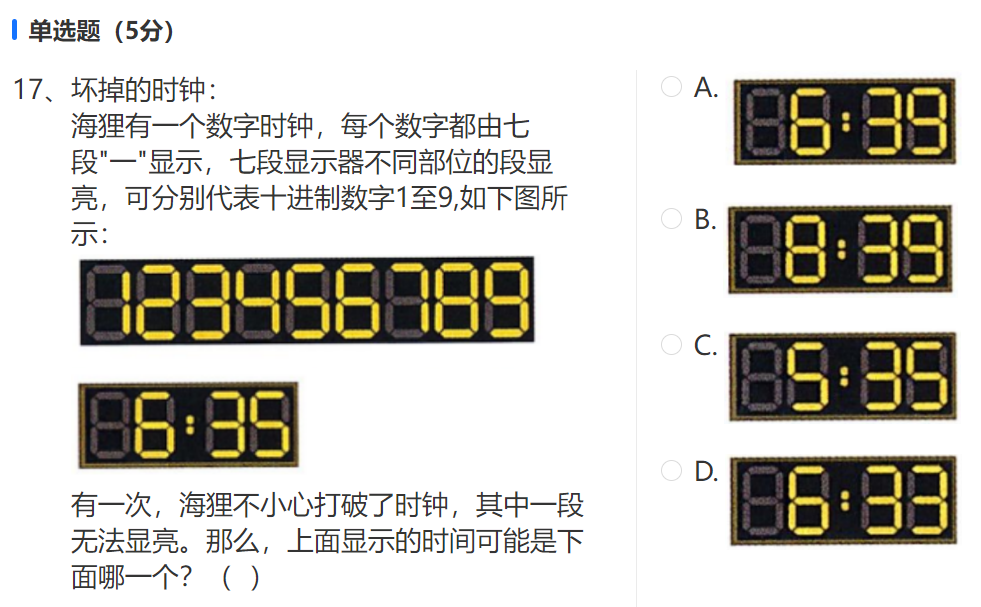 单选题（5分）
17、坏掉的时钟：
海狸有一个数字时钟，每个数字都由七
段"一"显示，七段显示器不同部位的段显
亮，可分别代表十进制数字1至9,如下图所
示：
123456789
6:35
有一次，海狸不小心打破了时钟，其中一段
无法显亮。那么，上面显示的时间可能是下
面哪一个？（ ）
A. 6:39
B. 8:39
C. 5:35
D. 6:33